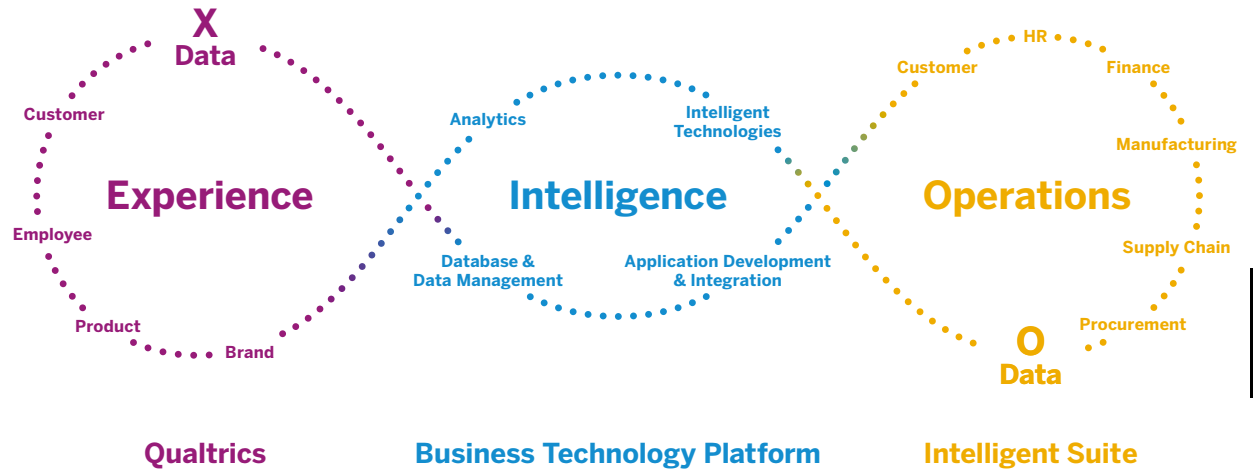 X
Data
Customer
Experience
Employee
Product
Brand
Analytics
Intelligent
Technologies
Intelligence
Database &
Data Management
Application Development
& Integration
Customer
HR
Finance
Manufacturing
Operations
Supply Chain
Procurement
O
Data
Qualtrics
Business Technology Platform
Intelligent Suite